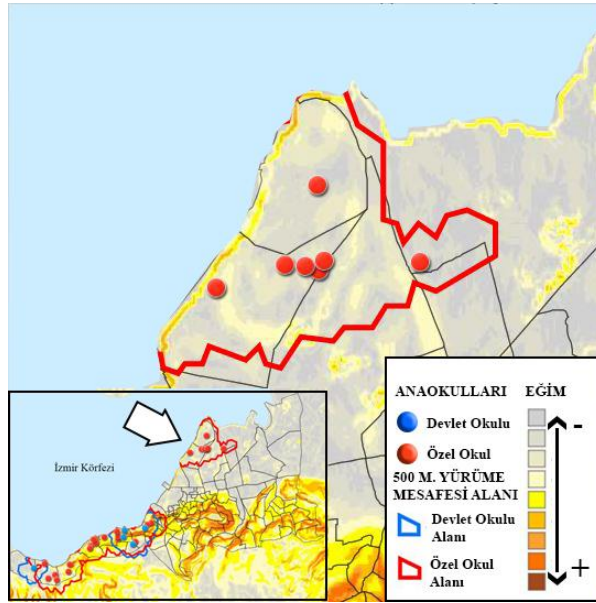 İzmir Körfezi
ANAOKULLARI
Devlet Okulu
Özel Okul
500 M. YÜRÜME
MESAFESİ ALANI
Devlet Okulu
Alanı
Özel Okul
Alanı
EĞİM
-
+